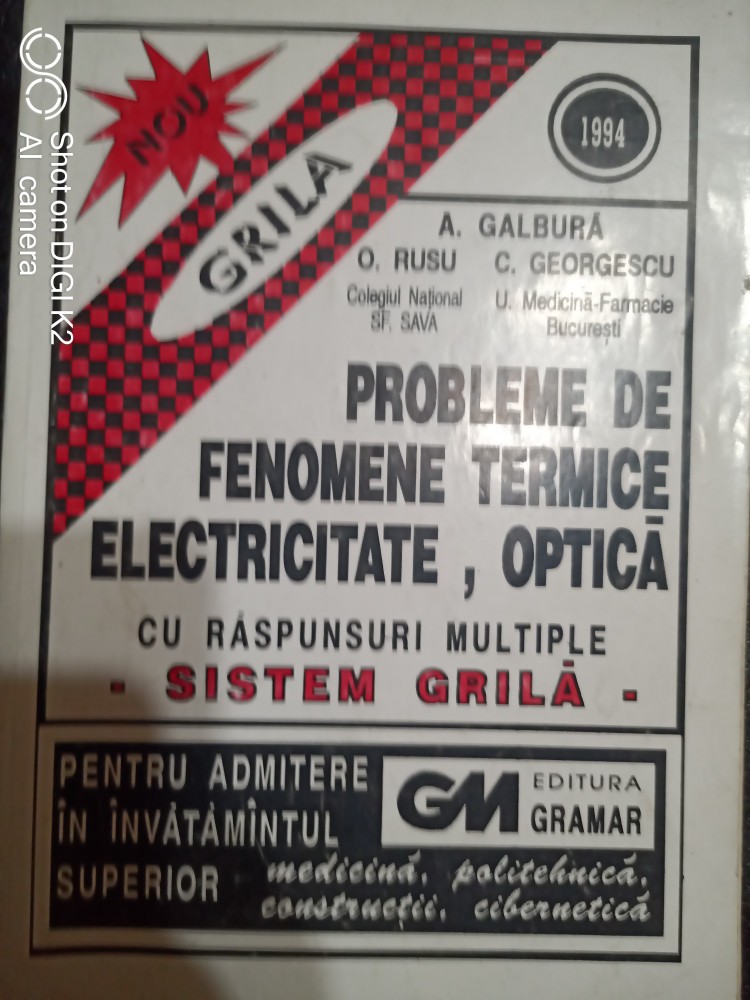 NOU
GRILA
1994
A. GALBURĂ
O. RUSU C. GEORGESCU
Colegiul Național U. Medicină-Farmacie
SF. SAVA București
PROBLEME DE
FENOMENE TERMICE
ELECTRICITATE , OPTICĂ
CU RĂSPUNSURI MULTIPLE
- SISTEM GRILĂ -
PENTRU ADMITERE
ÎN ÎNVĂTĂMÎNTUL
SUPERIOR
GM EDITURA
GRAMAR
medicină, politehnică,
construcții, cibernetică
Shot on DIGI K2
AI camera